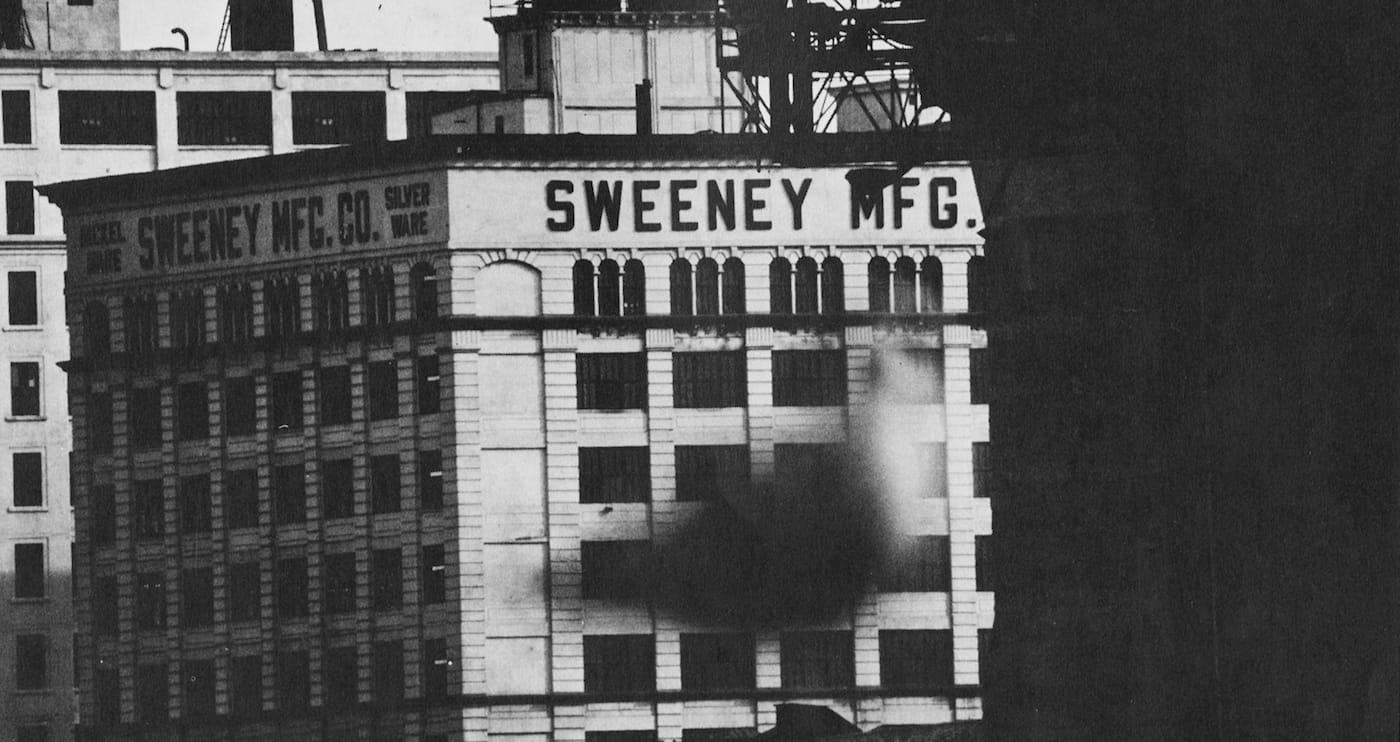 NICKEL
WARE
SWEENEY MFG. CO.
SILVER
WARE
SWEENEY MFG.